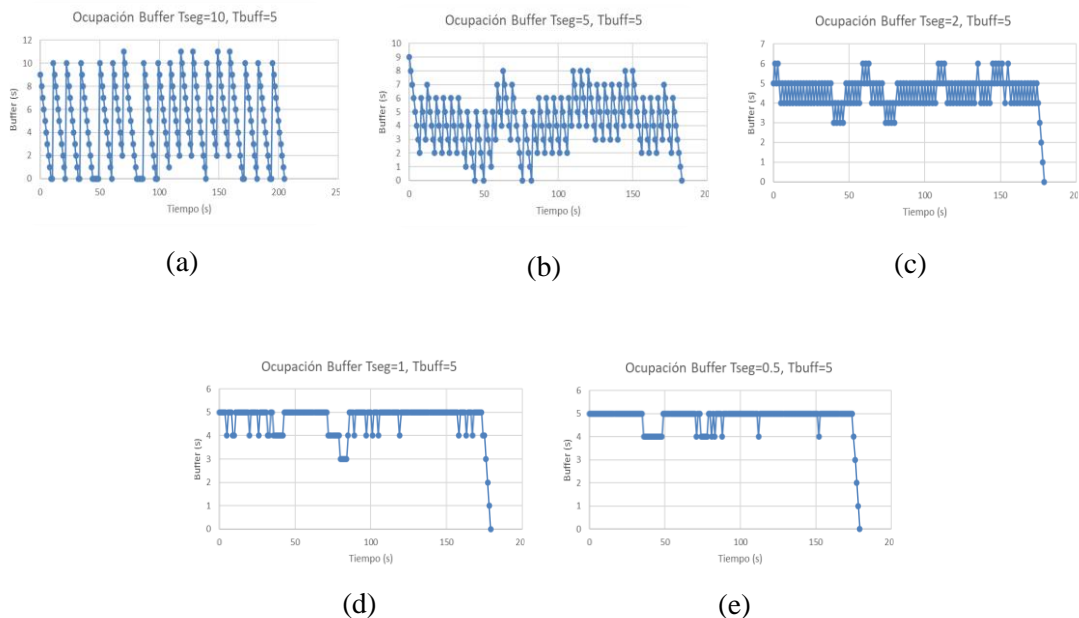 Ocupación Buffer Tseg=10, Tbuff=5
Buffer (s)
12
10
8
6
4
2
0
0 50 100 150 200 25
Tiempo (s)
(a)
Ocupación Buffer Tseg=5, Tbuff=5
Buffer (s)
10
9
8
7
6
5
4
3
2
1
0
0 50 100 150 20
Tiempo (s)
(b)
Ocupación Buffer Tseg=2, Tbuff=5
Buffer (s)
7
6
5
4
3
2
1
0
0 50 100 150 20
Tiempo (s)
(c)
Ocupación Buffer Tseg=1, Tbuff=5
Buffer (s)
6
5
4
3
2
1
0
0 50 100 150 20
Tiempo (s)
(d)
Ocupación Buffer Tseg=0.5, Tbuff=5
Buffer (s)
6
5
4
3
2
1
0
0 50 100 150 20
Tiempo (s)
(e)